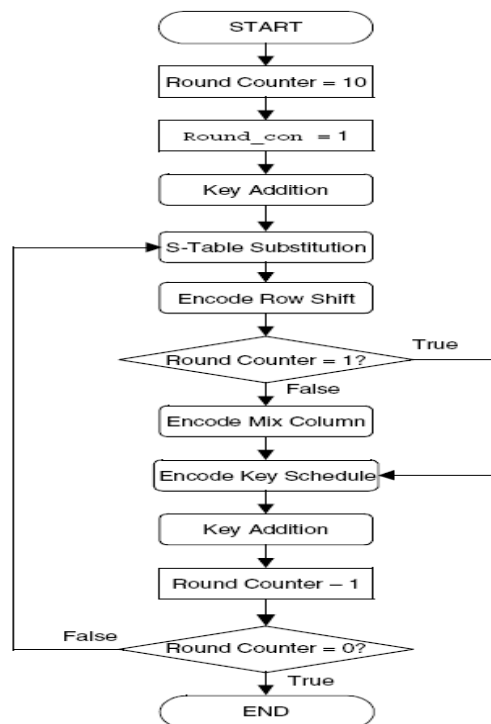 START
Round Counter = 10
Round_con = 1
Key Addition
S-Table Substitution
Encode Row Shift
Round Counter = 1?
True
False
Encode Mix Column
Encode Key Schedule
Key Addition
Round Counter – 1
False
Round Counter = 0?
True
END